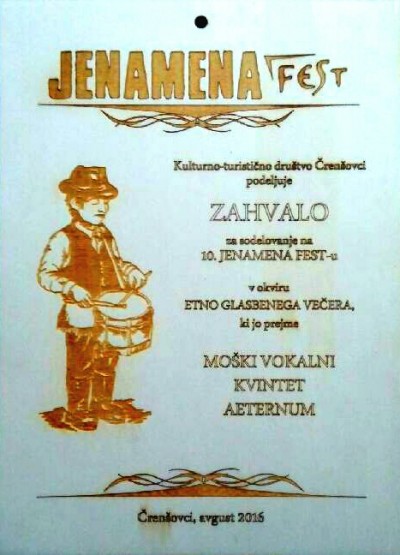 JENAMENA FEST
Kulturno-turistično društvo Črenšovci
podeljuje
ZAHVALO
za sodelovanje na
10. JENAMENA FEST-u
v okviru
ETNO GLASBENEGA VEČERA,
ki jo prejme
MOŠKI VOKALNI
KVINTET
AETERNUM
Črenšovci, avgust 2016